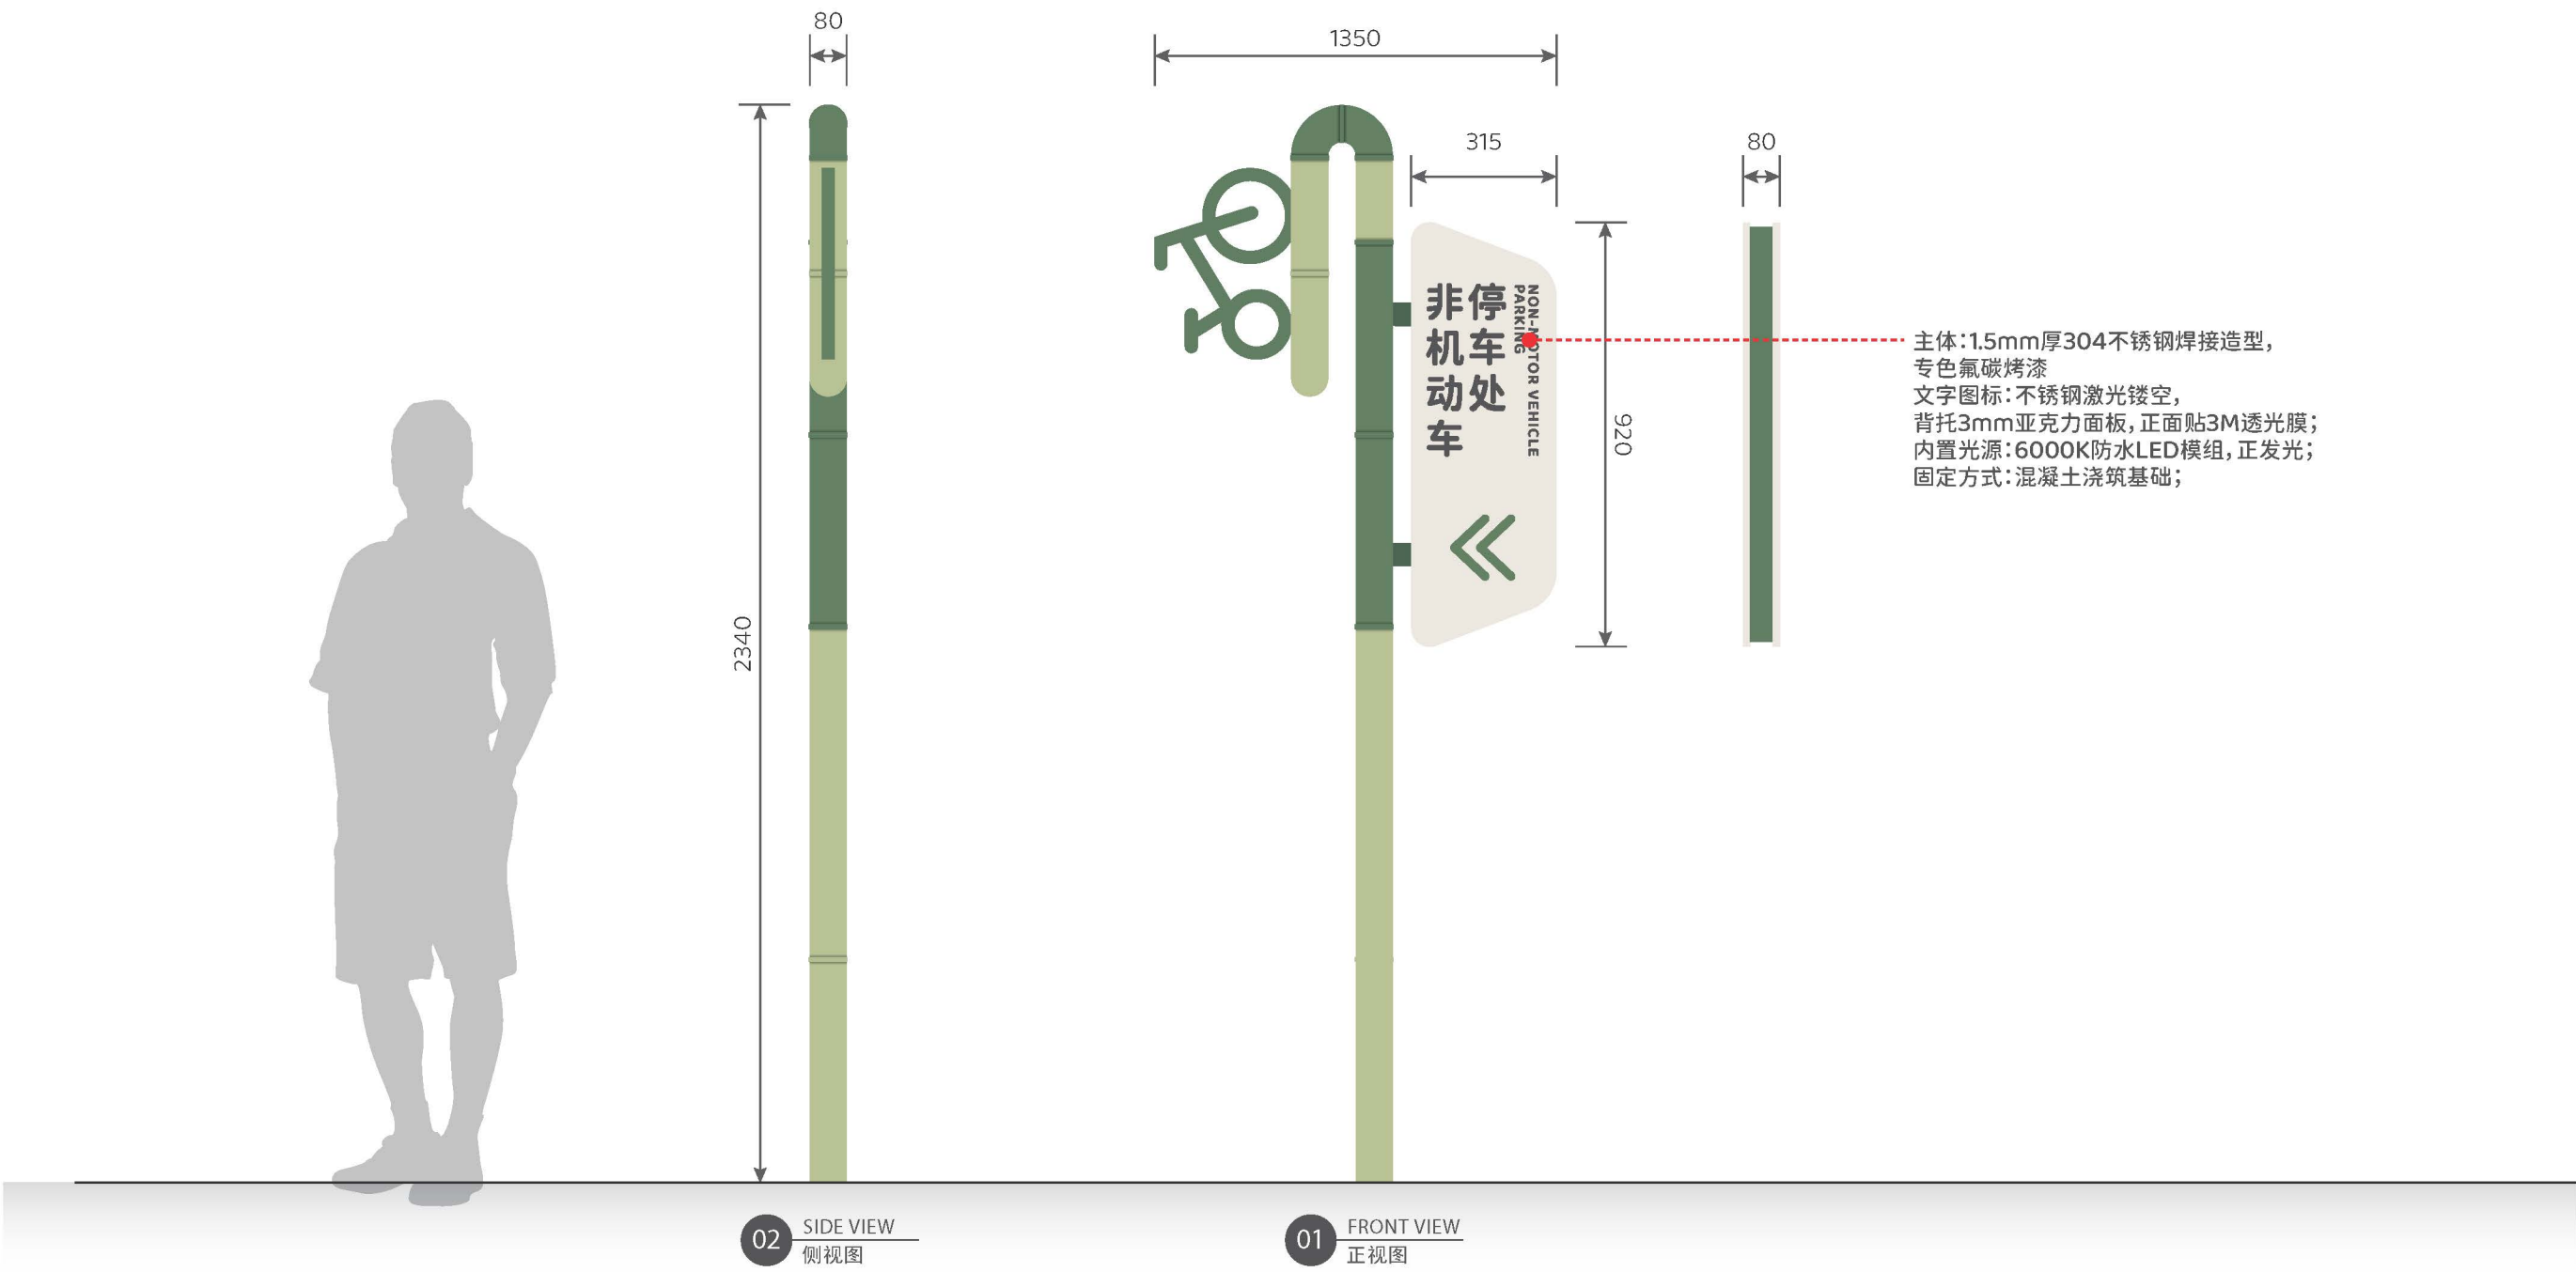 80
1350
315
80
2340
920
非机动车
停车处
NON-MOTOR VEHICLE
PARKING
主体：1.5mm厚304不锈钢焊接造型，
专色氟碳烤漆
文字图标：不锈钢激光镂空，
背托3mm亚克力面板，正面贴3M透光膜；
内置光源：6000K防水LED模组，正发光；
固定方式：混凝土浇筑基础；
02
SIDE VIEW
侧视图
01
FRONT VIEW
正视图